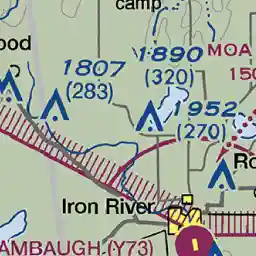 camp
ood
1890
MOA
1807
(320)
150
(283)
1952
(270)
Ro
Iron River
AMBAUGH (Y73)